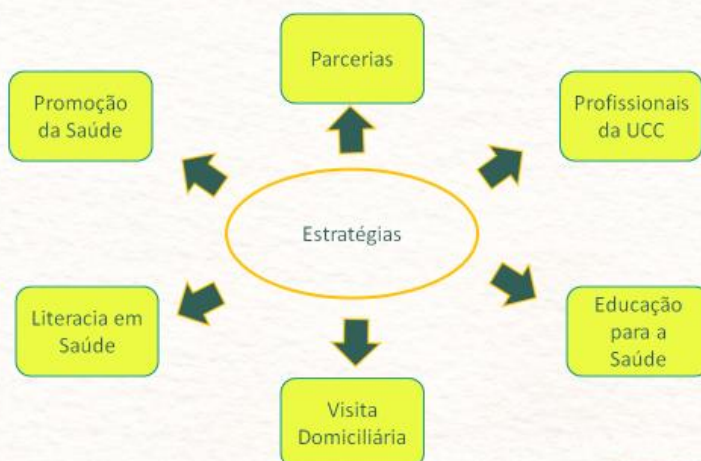 Parcerias
Promoção
da Saúde
Profissionais
da UCC
Estratégias
Literacia em
Saúde
Educação
para a
Saúde
Visita
Domiciliária